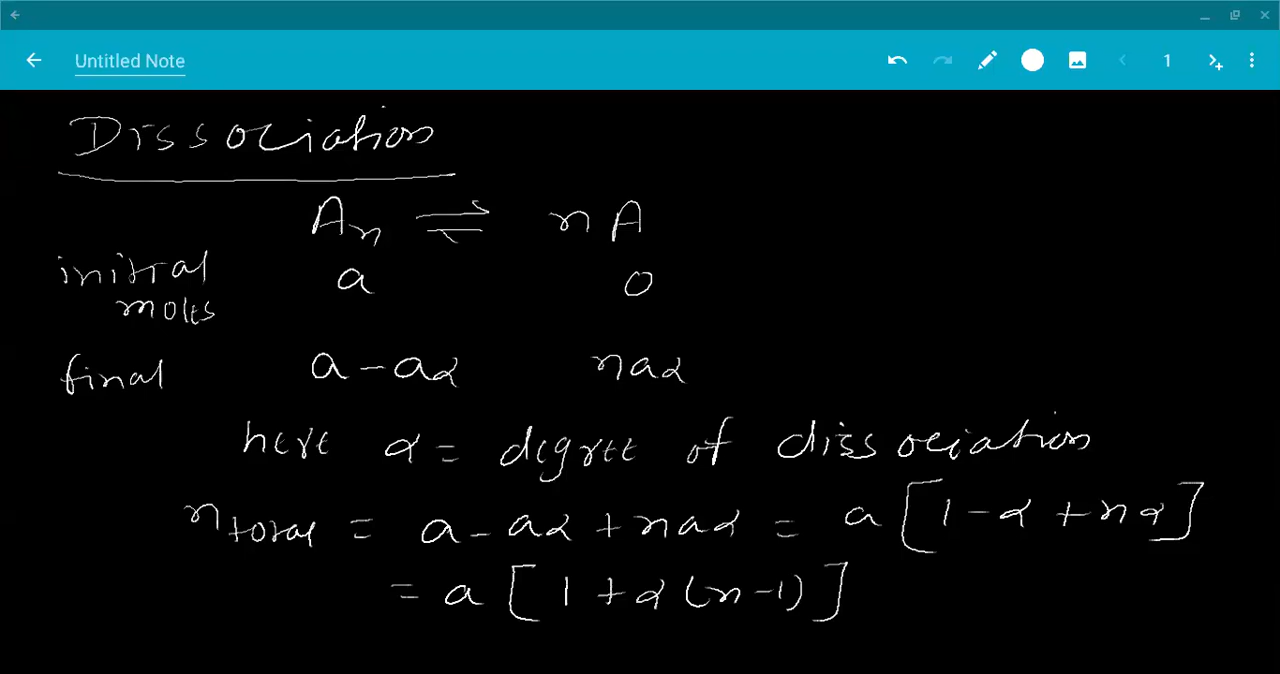 Untitled Note
1
Dissociation
Aₙ ⇌ nA
initial moles a 0
final a - aα naα
here α = degree of dissociation
n total = a - aα + naα = a [1 - α + nα]
= a [1 + α (n-1)]